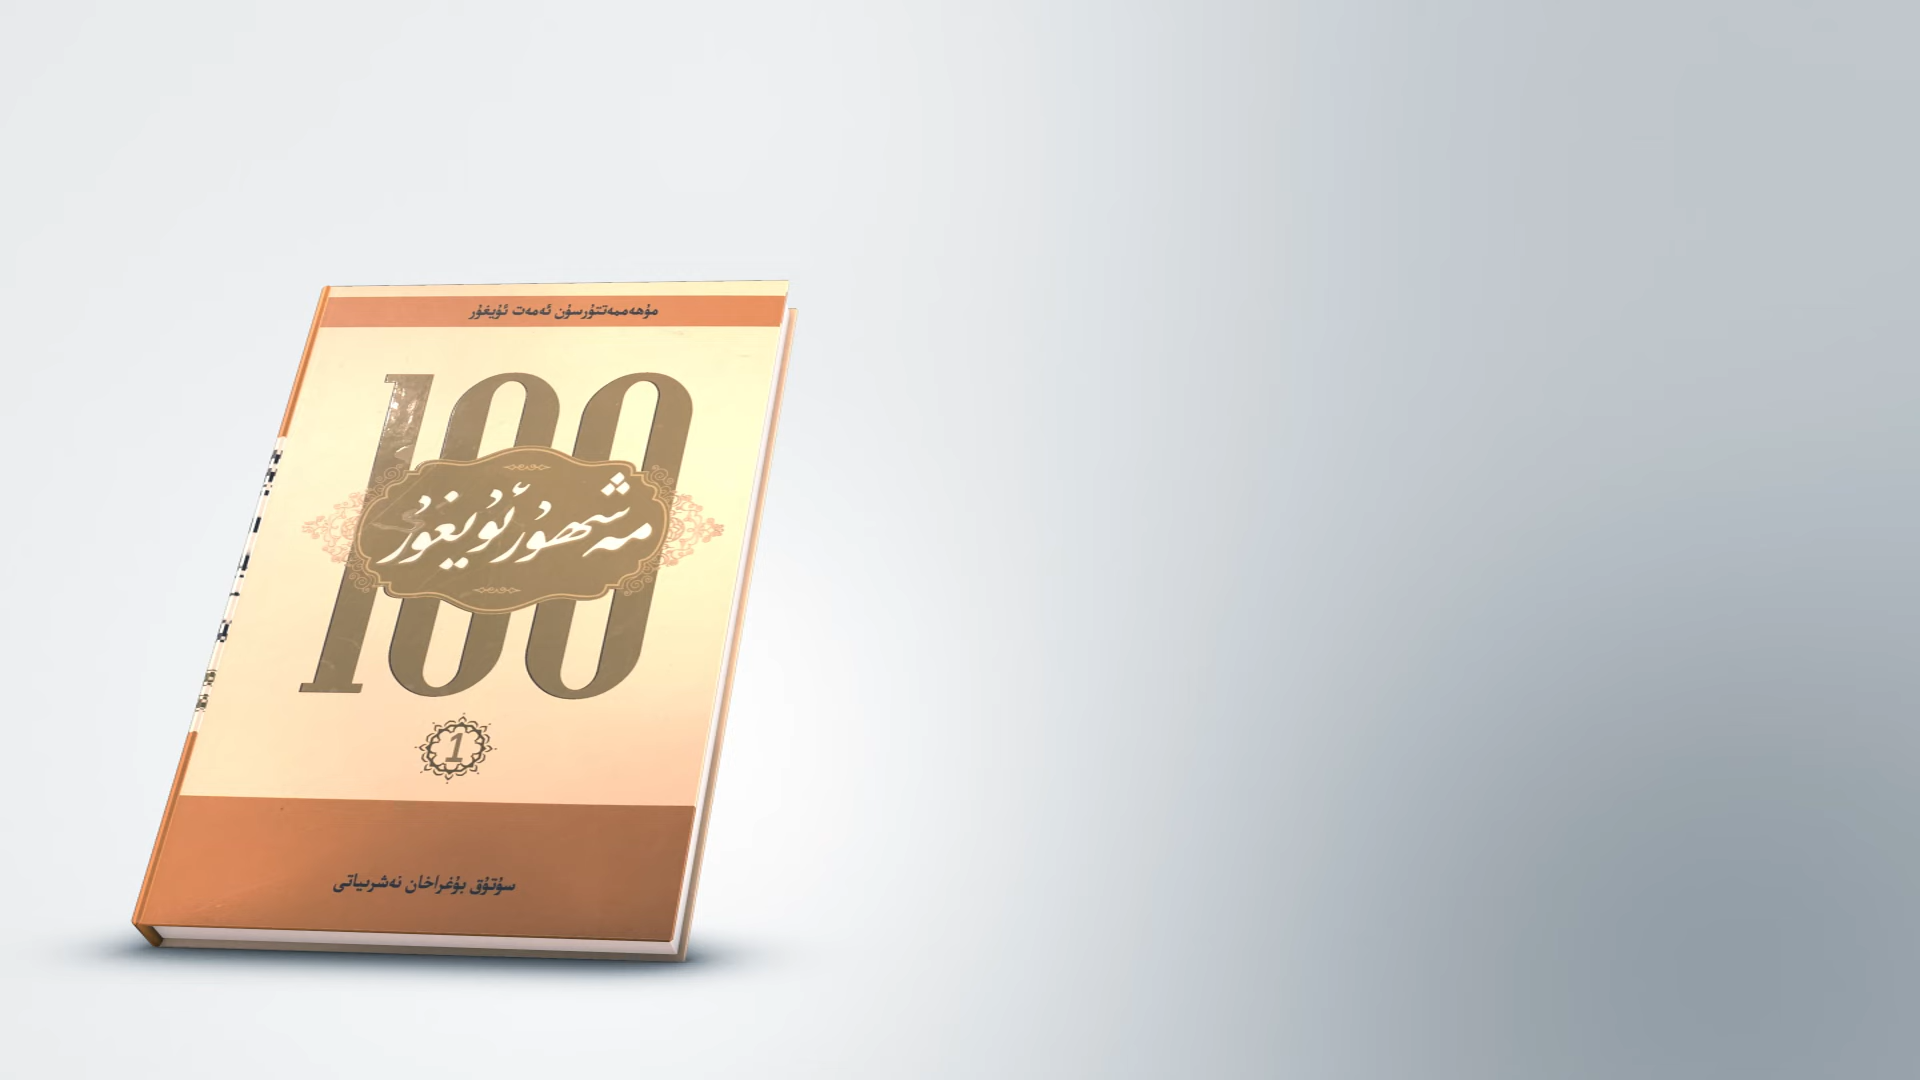 مۇھەممەتتۇرسۇن ئەمەت ئۇيغۇر
100
مەشھۇر ئۇيغۇر
1
سۇتۇق بۇغراخان نەشرىياتى